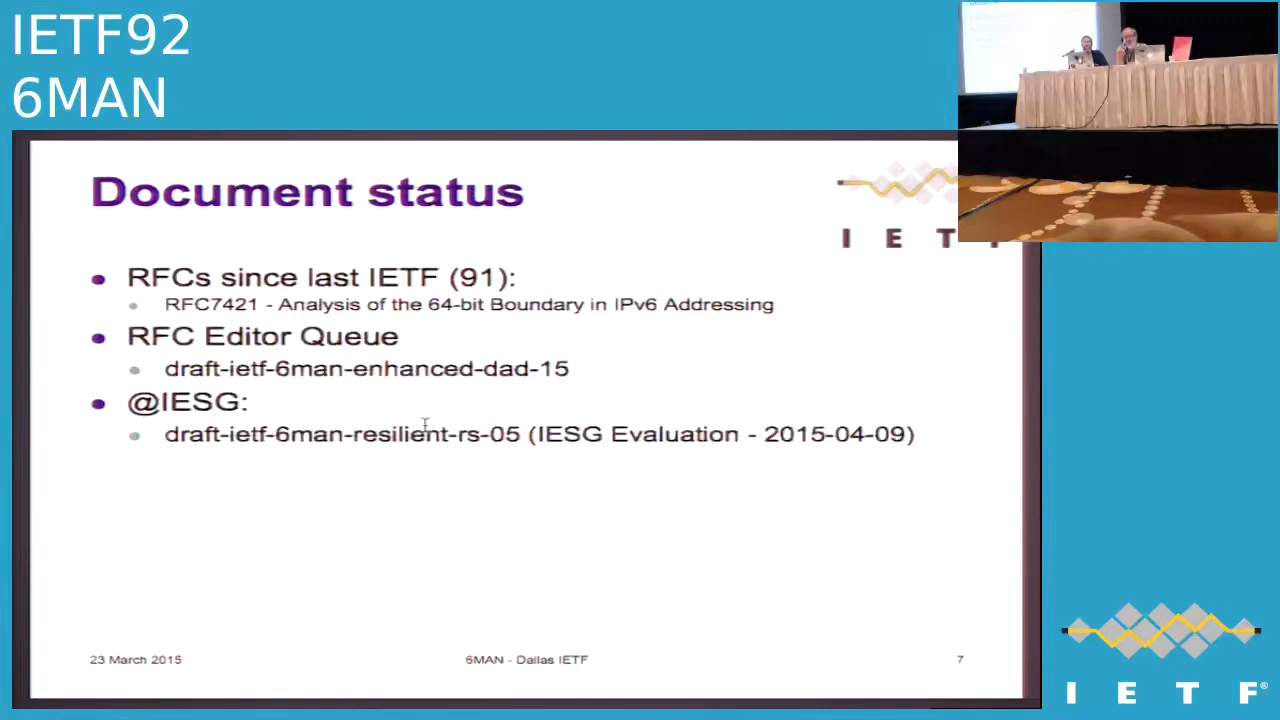 IETF92
6MAN
Document status
I E T F
• RFCs since last IETF (91):
• RFC7421 - Analysis of the 64-bit Boundary in IPv6 Addressing
• RFC Editor Queue
• draft-ietf-6man-enhanced-dad-15
• @IESG:
• draft-ietf-6man-resilient-rs-05 (IESG Evaluation - 2015-04-09)
23 March 2015
6MAN - Dallas IETF
7
I E T F®